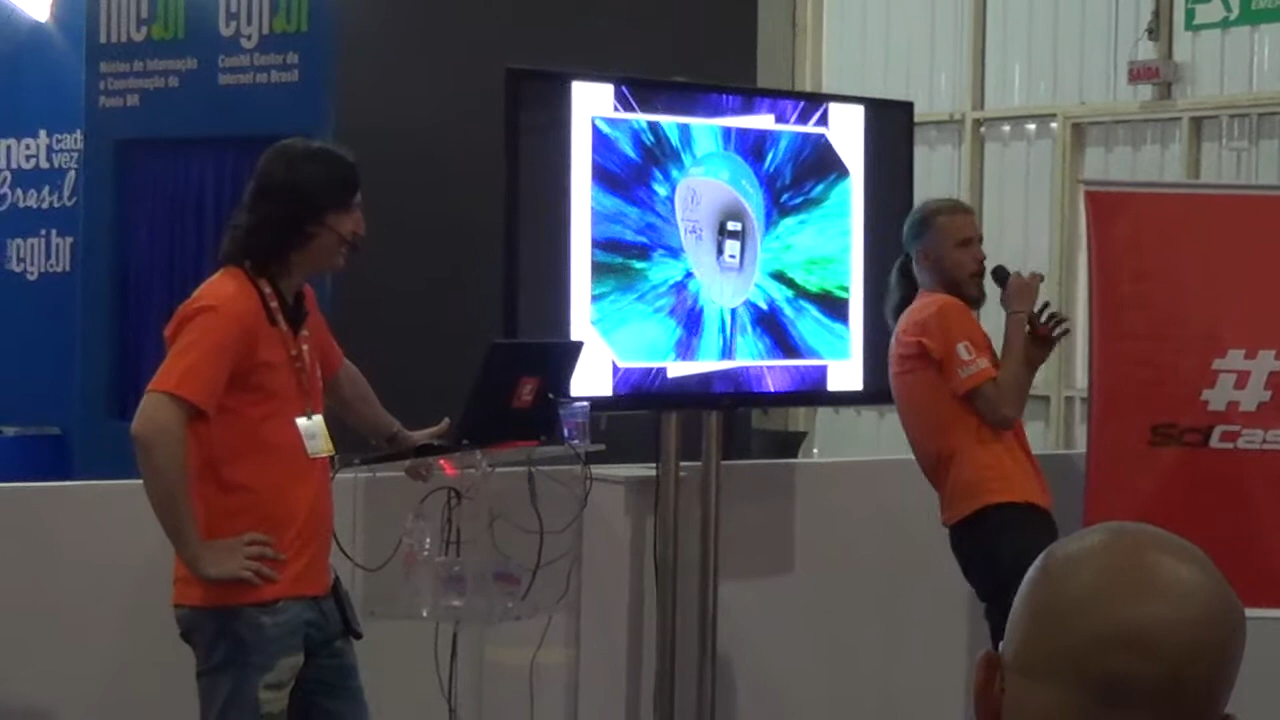 nic.br
cgi.br
Núcleo de Informação
e Coordenação do
Ponto BR
Comitê Gestor da
Internet no Brasil
net cada
vez
Brasil
cgi.br
SAÍDA
#
SciCas